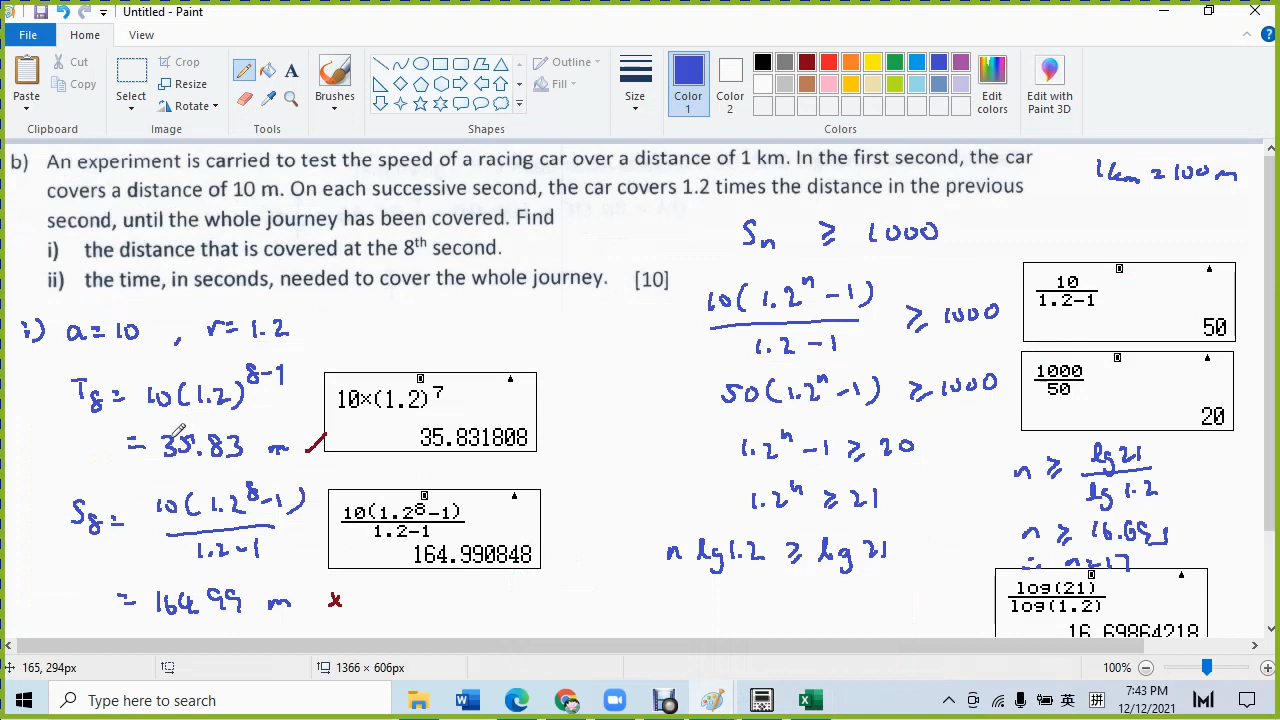 Untitled - Paint
File
Home
View
Paste
Cut
Copy
Clipboard
Select
Crop
Resize
Rotate
Image
A
Tools
Brushes
Outline
Fill
Shapes
Size
Color 1
Color 2
Edit colors
Colors
Edit with Paint 3D
b) An experiment is carried to test the speed of a racing car over a distance of 1 km. In the first second, the car
covers a distance of 10 m. On each successive second, the car covers 1.2 times the distance in the previous
second, until the whole journey has been covered. Find
i) the distance that is covered at the 8th second.
ii) the time, in seconds, needed to cover the whole journey. [10]
1km = 100m
i) a = 10 , r = 1.2
T8 = 10(1.2)^8-1
= 35.83 m
10×(1.2)^7
35.831808
S8 = 10(1.2^8-1) / 1.2-1
= 164.99 m ×
10(1.2^8-1) / 1.2-1
164.990848
Sn ≥ 1000
10(1.2^n - 1) / 1.2 - 1 ≥ 1000
50(1.2^n - 1) ≥ 1000
1.2^n - 1 ≥ 20
1.2^n ≥ 21
n lg 1.2 ≥ lg 21
10 / 1.2-1
50
1000 / 50
20
n ≥ lg 21 / lg 1.2
n ≥ 16.69
∴ n = 17
log(21) / log(1.2)
16.69864218
165, 294px
1366 × 606px
100%
Type here to search
W
X
英
拼
7:43 PM
12/12/2021